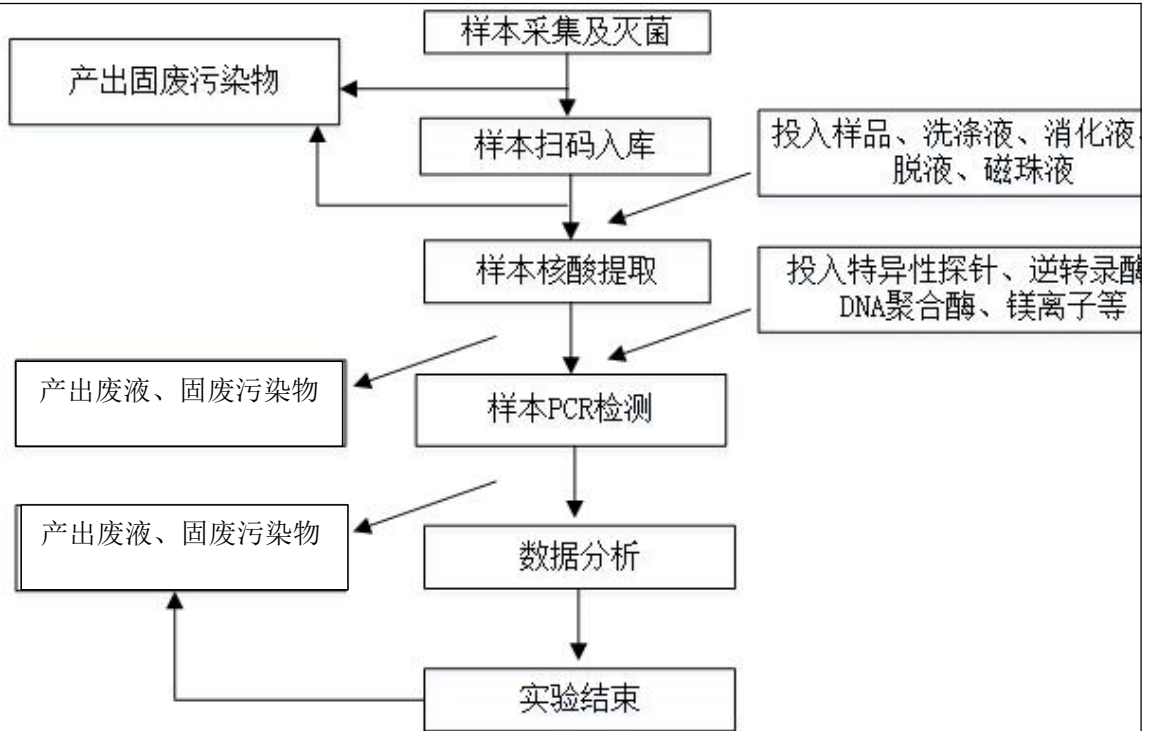 样本采集及灭菌
产出固废污染物
样本扫码入库
投入样品、洗涤液、消化液、
脱液、磁珠液
样本核酸提取
投入特异性探针、逆转录酶
DNA聚合酶、镁离子等
产出废液、固废污染物
样本PCR检测
产出废液、固废污染物
数据分析
实验结束